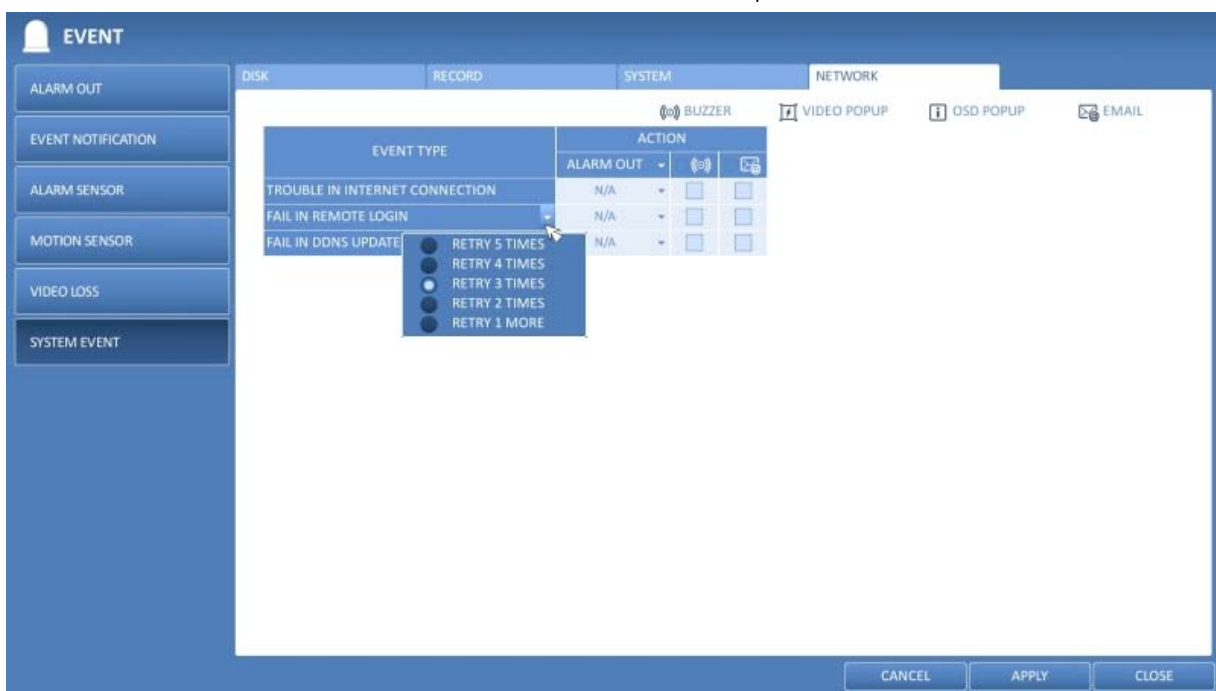 EVENT
ALARM OUT
EVENT NOTIFICATION
ALARM SENSOR
MOTION SENSOR
VIDEO LOSS
SYSTEM EVENT
DISK RECORD SYSTEM NETWORK
BUZZER VIDEO POPUP OSD POPUP EMAIL
EVENT TYPE ACTION
ALARM OUT
TROUBLE IN INTERNET CONNECTION N/A
FAIL IN REMOTE LOGIN N/A
FAIL IN DDNS UPDATE N/A
RETRY 5 TIMES
RETRY 4 TIMES
RETRY 3 TIMES
RETRY 2 TIMES
RETRY 1 MORE
CANCEL APPLY CLOSE